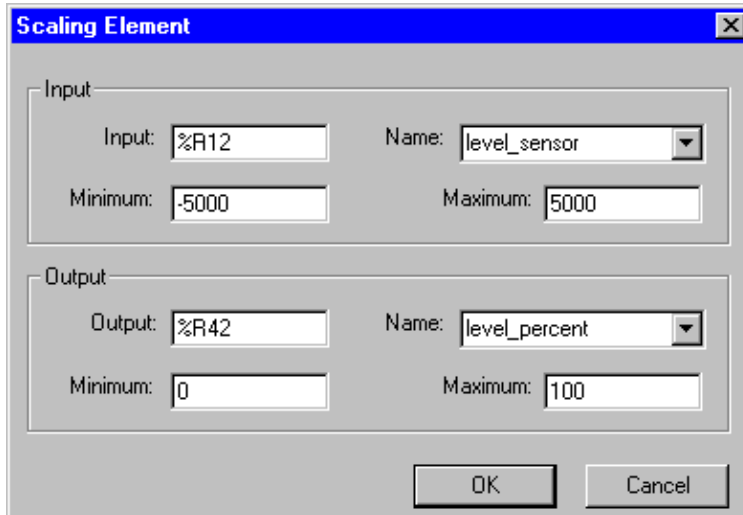 Scaling Element
Input
Input: %R12 Name: level_sensor
Minimum: -5000 Maximum: 5000
Output
Output: %R42 Name: level_percent
Minimum: 0 Maximum: 100
OK Cancel